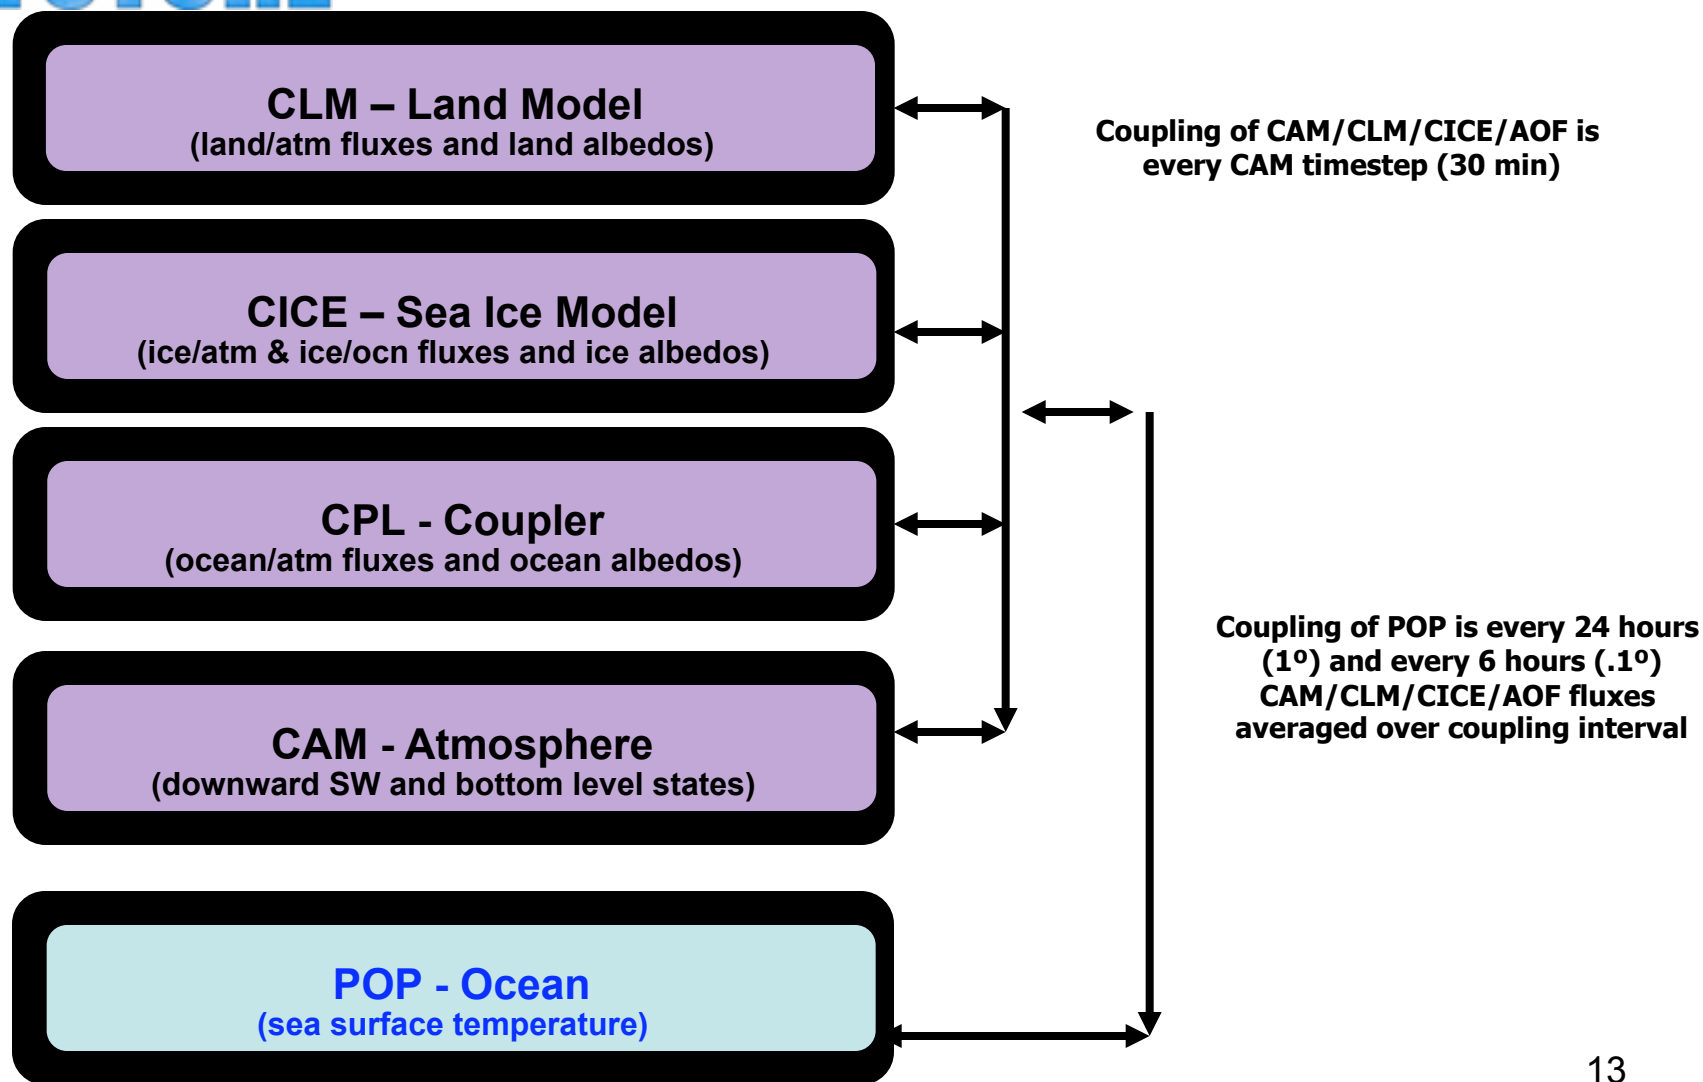 CLM – Land Model
(land/atm fluxes and land albedos)
Coupling of CAM/CLM/CICE/AOF is
every CAM timestep (30 min)
CICE – Sea Ice Model
(ice/atm & ice/ocn fluxes and ice albedos)
CPL - Coupler
(ocean/atm fluxes and ocean albedos)
Coupling of POP is every 24 hours
(1º) and every 6 hours (.1º)
CAM/CLM/CICE/AOF fluxes
averaged over coupling interval
CAM - Atmosphere
(downward SW and bottom level states)
POP - Ocean
(sea surface temperature)
13